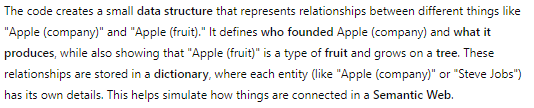 The code creates a small data structure that represents relationships between different things like
"Apple (company)" and "Apple (fruit)." It defines who founded Apple (company) and what it
produces, while also showing that "Apple (fruit)" is a type of fruit and grows on a tree. These
relationships are stored in a dictionary, where each entity (like "Apple (company)" or "Steve Jobs")
has its own details. This helps simulate how things are connected in a Semantic Web.